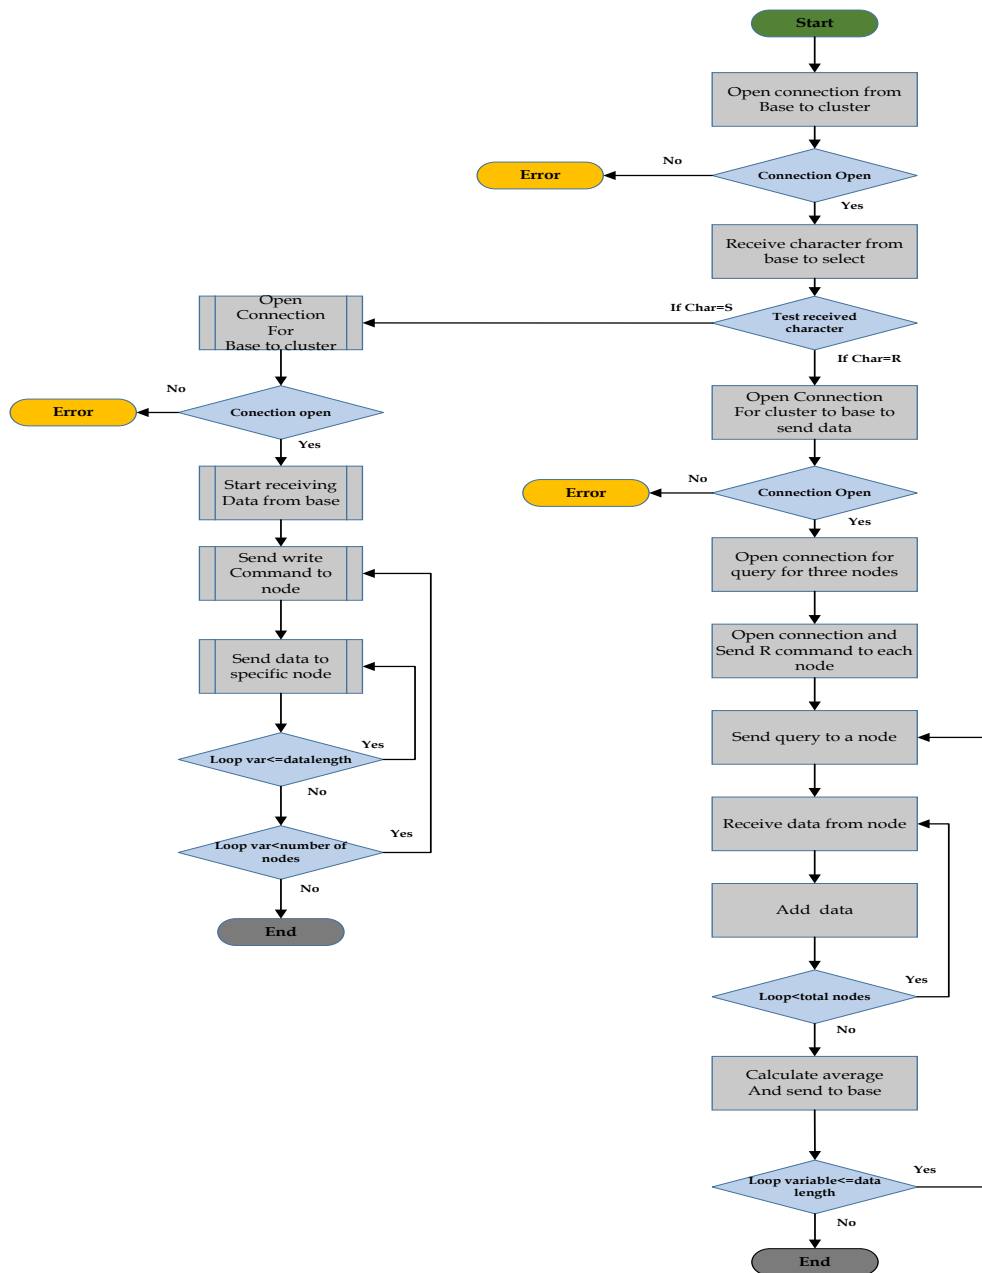 Start
Open connection from
Base to cluster
Connection Open
No
Error
Yes
Receive character from
base to select
Test received
character
If Char=S
If Char=R
Open
Connection
For
Base to cluster
Conection open
No
Error
Yes
Start receiving
Data from base
Send write
Command to
node
Send data to
specific node
Loop var<=datalength
Yes
No
Loop var<number of
nodes
Yes
No
End
Open Connection
For cluster to base to
send data
Connection Open
No
Error
Yes
Open connection for
query for three nodes
Open connection and
Send R command to each
node
Send query to a node
Receive data from node
Add data
Loop<total nodes
Yes
No
Calculate average
And send to base
Loop variable<=data
length
Yes
No
End